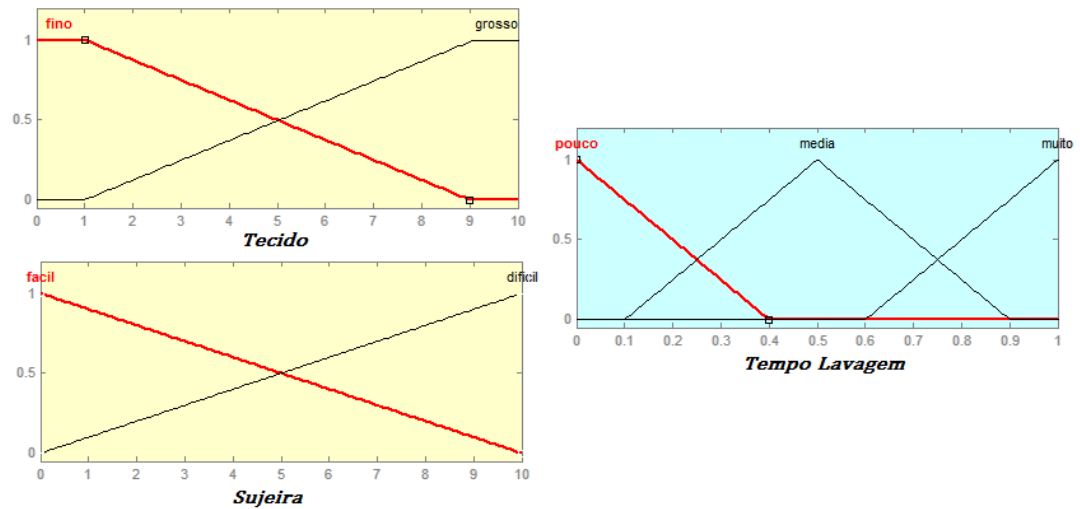 fino grosso
1
0.5
0
0 1 2 3 4 5 6 7 8 9 10
Tecido
facil dificil
1
0.5
0
0 1 2 3 4 5 6 7 8 9 10
Sujeira
pouco media muito
1
0.5
0
0 0.1 0.2 0.3 0.4 0.5 0.6 0.7 0.8 0.9 1
Tempo Lavagem